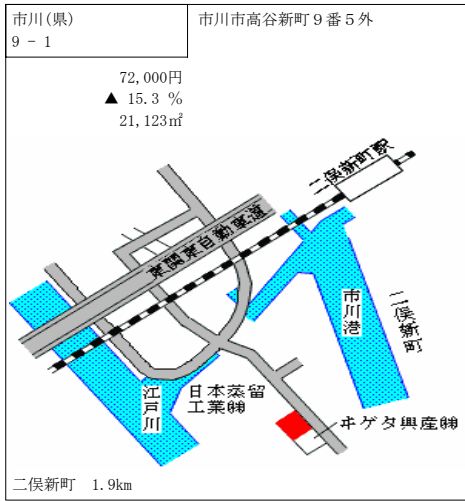 市川(県)
9 - 1
市川市高谷新町９番５外
72,000円
▲ 15.3 %
21,123㎡
二俣新町駅
東関東自動車道
市川港
二俣新町
江戸川
日本蒸留
工業㈱
ヰゲタ興産㈱
二俣新町 1.9km